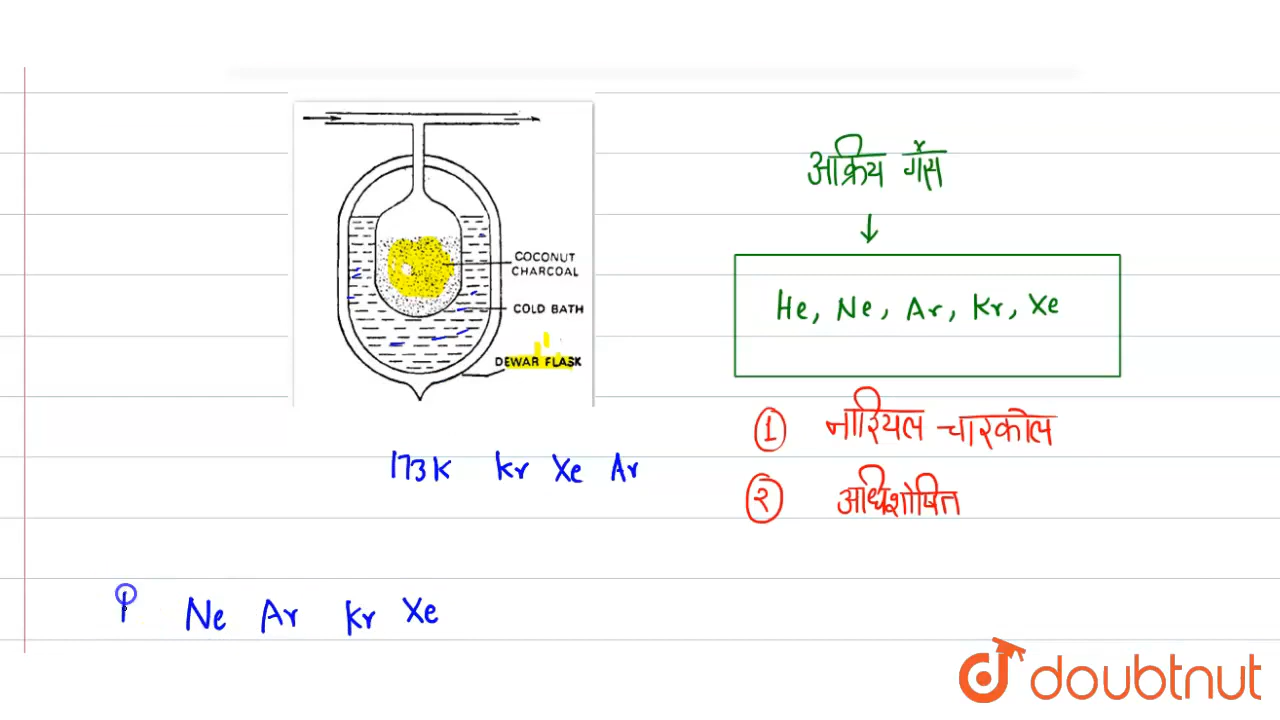 COCONUT
CHARCOAL
COLD BATH
DEWAR FLASK
अक्रिय गैस
He, Ne, Ar, Kr, Xe
1 नारियल चारकोल
2 अधिशोषित
173K Kr Xe Ar
Ne Ar Kr Xe
doubtnut